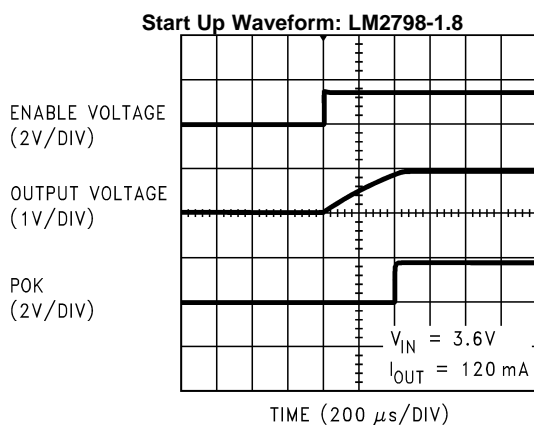 Start Up Waveform: LM2798-1.8
ENABLE VOLTAGE
(2V/DIV)
OUTPUT VOLTAGE
(1V/DIV)
POK
(2V/DIV)
VIN = 3.6V
IOUT = 120 mA
TIME (200 μs/DIV)